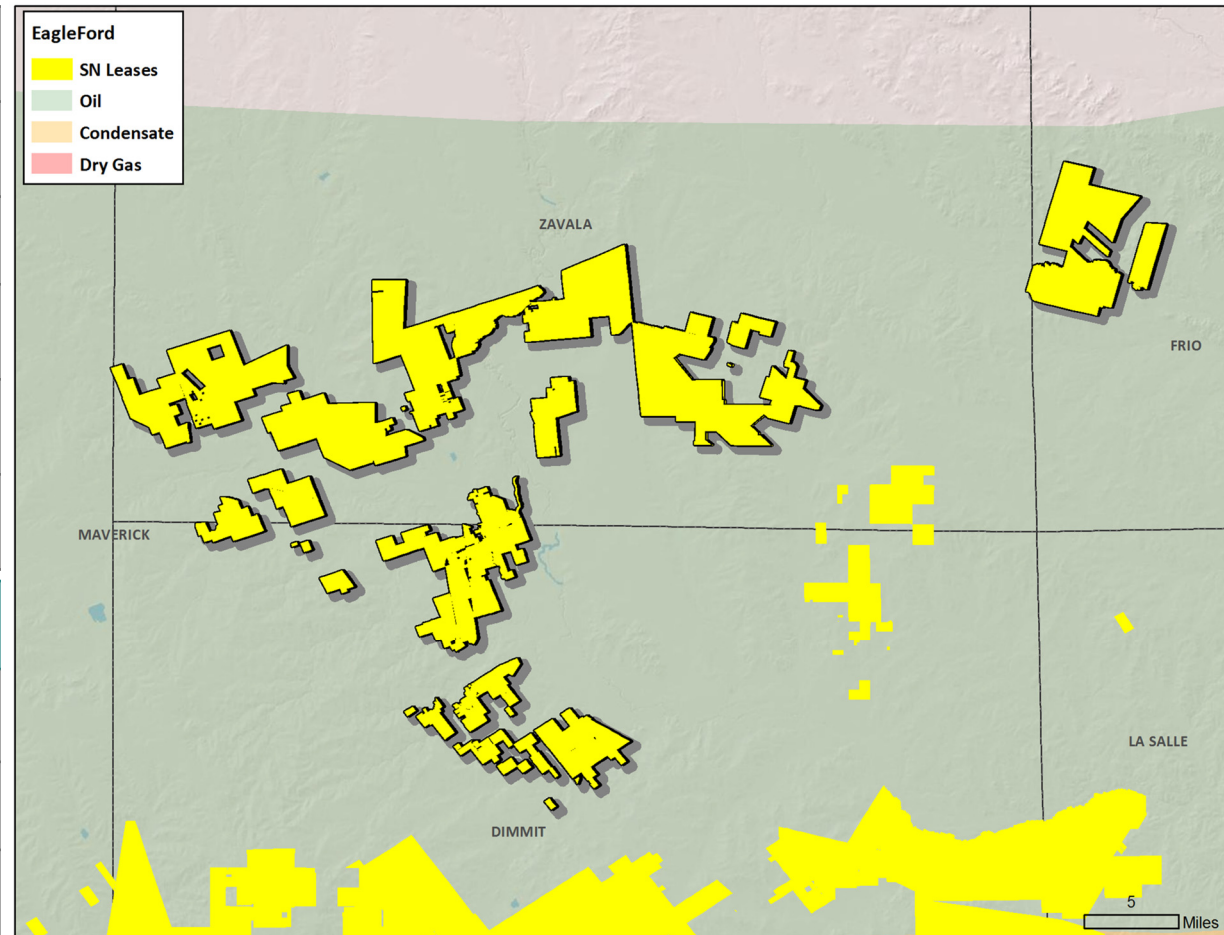 EagleFord
SN Leases
Oil
Condensate
Dry Gas
ZAVALA
FRIO
MAVERICK
LA SALLE
DIMMIT
5
Miles